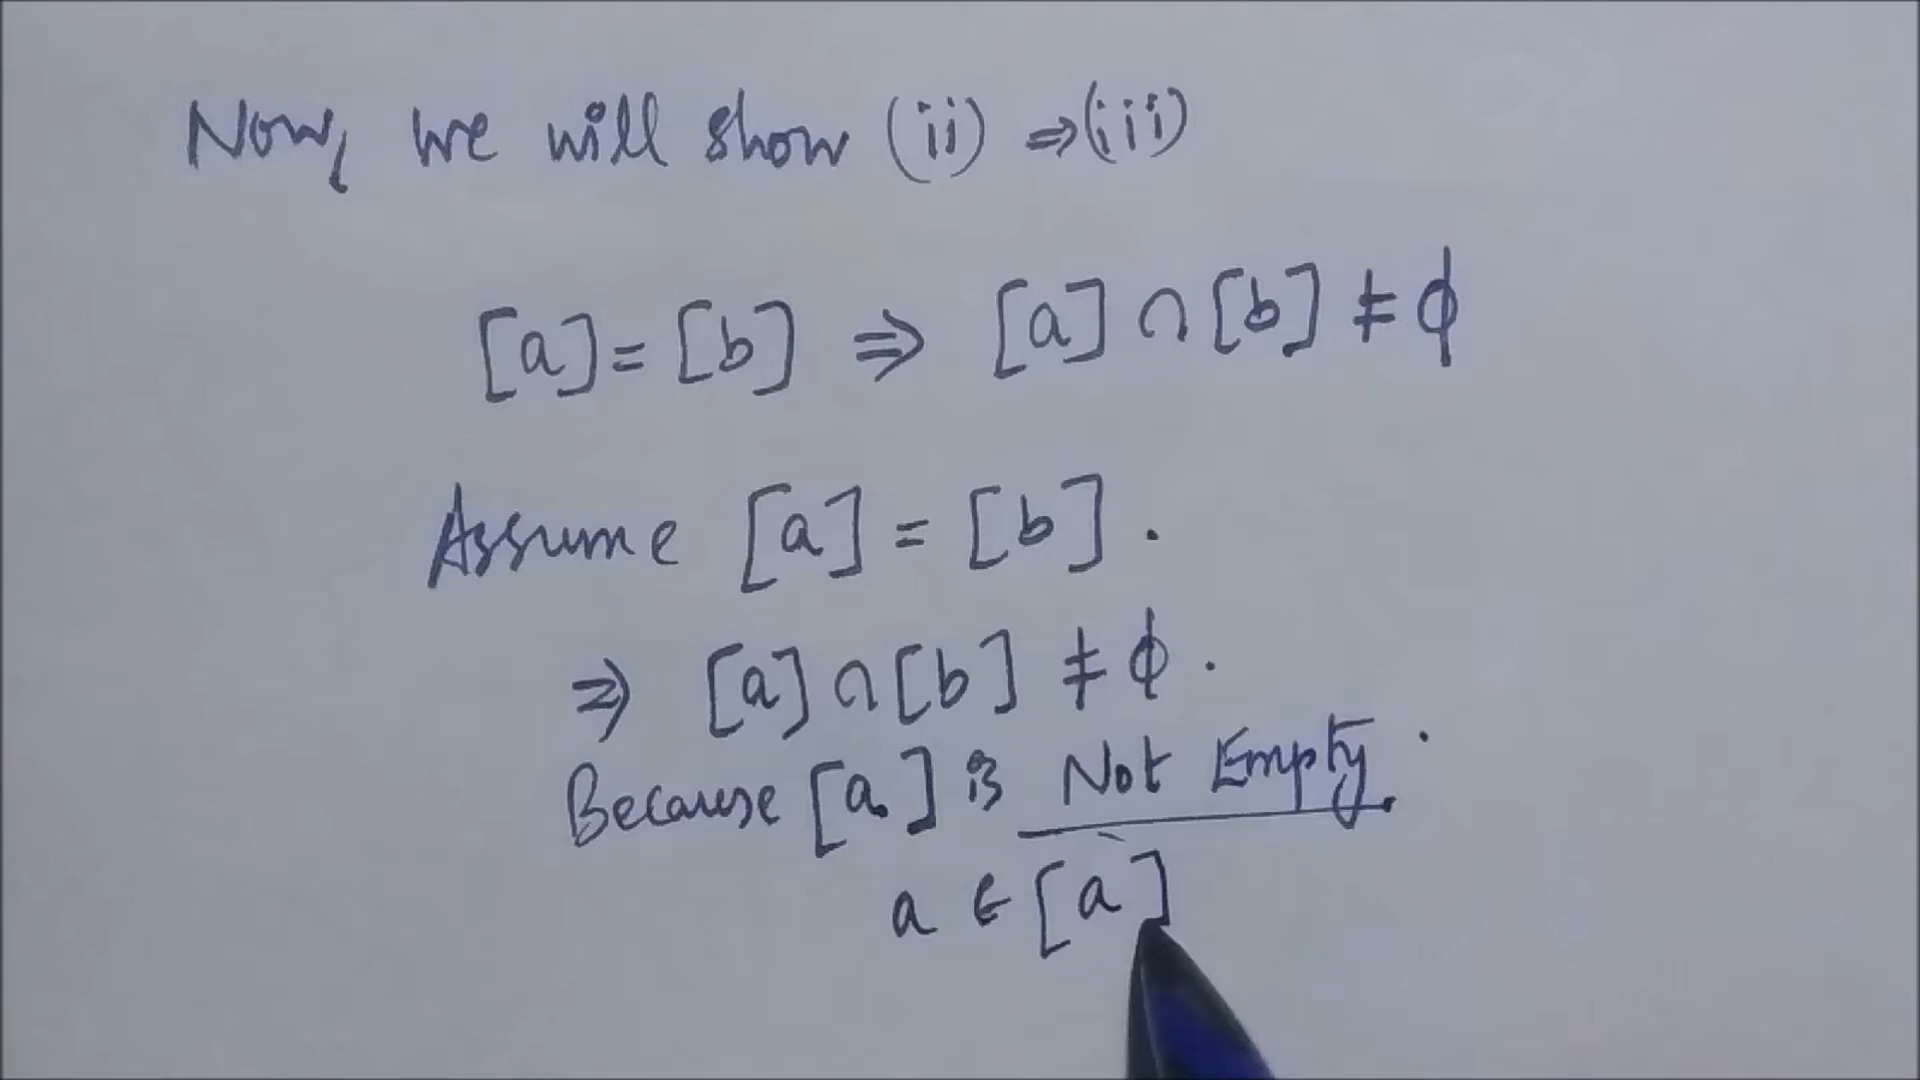 Now, we will show (ii) ⇒ (iii)
[a] = [b] ⇒ [a] ∩ [b] ≠ ϕ
Assume [a] = [b].
⇒ [a] ∩ [b] ≠ ϕ.
Because [a] is Not Empty.
a ∈ [a]